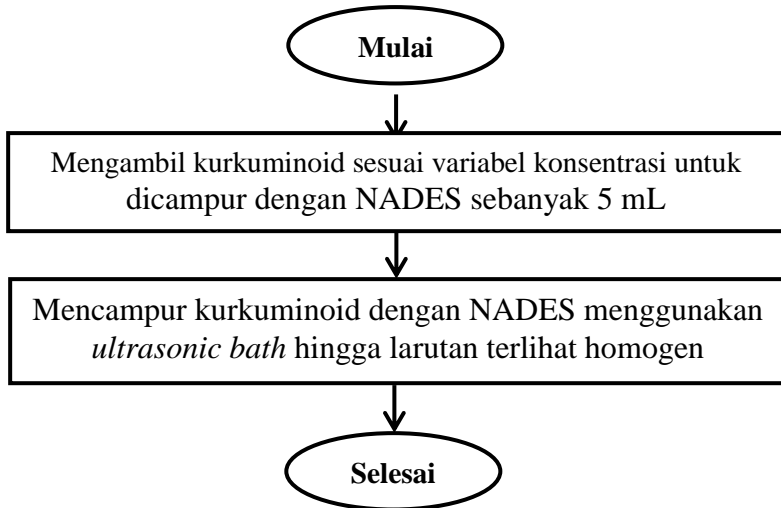 Mulai
Mengambil kurkuminoid sesuai variabel konsentrasi untuk
dicampur dengan NADES sebanyak 5 mL
Mencampur kurkuminoid dengan NADES menggunakan
ultrasonic bath hingga larutan terlihat homogen
Selesai